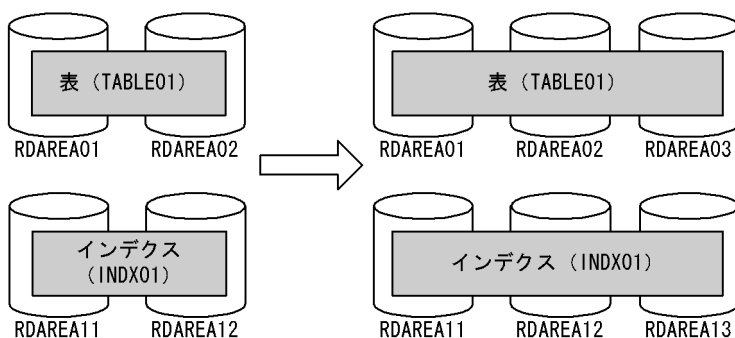 表（TABLE01）
RDAREA01
RDAREA02
表（TABLE01）
RDAREA01
RDAREA02
RDAREA03
インデクス
（INDX01）
RDAREA11
RDAREA12
インデクス（INDX01）
RDAREA11
RDAREA12
RDAREA13